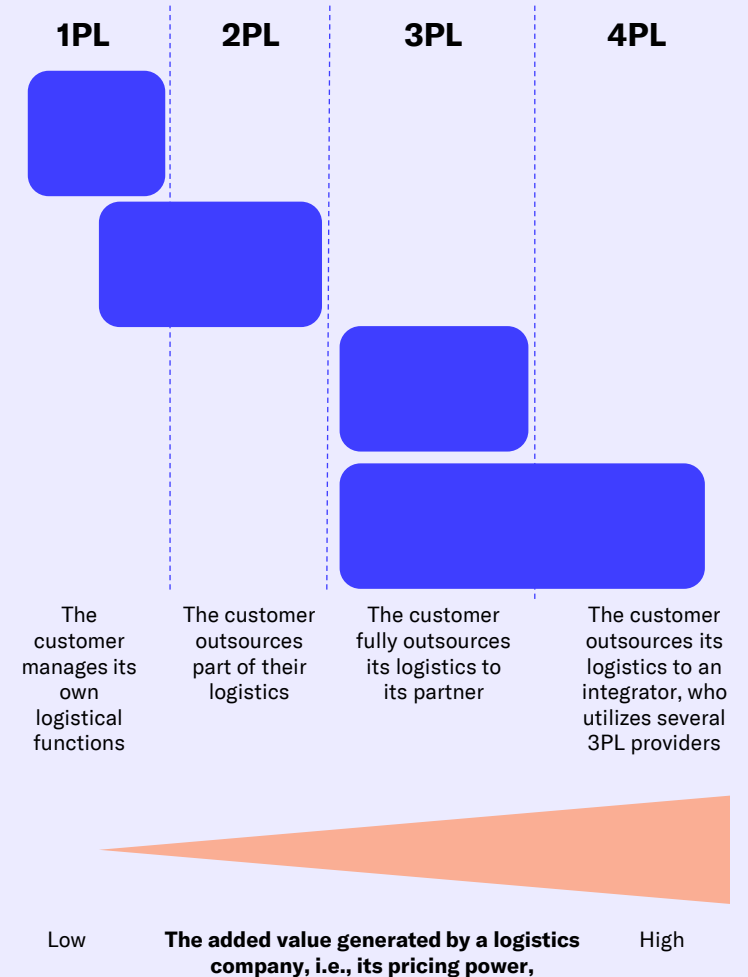 1PL 2PL 3PL 4PL
The
customer
manages its
own
logistical
functions
The customer
outsources
part of their
logistics
The customer
fully outsources
its logistics to
its partner
The customer
outsources its
logistics to an
integrator, who
utilizes several
3PL providers
Low
The added value generated by a logistics
company, i.e., its pricing power,
High